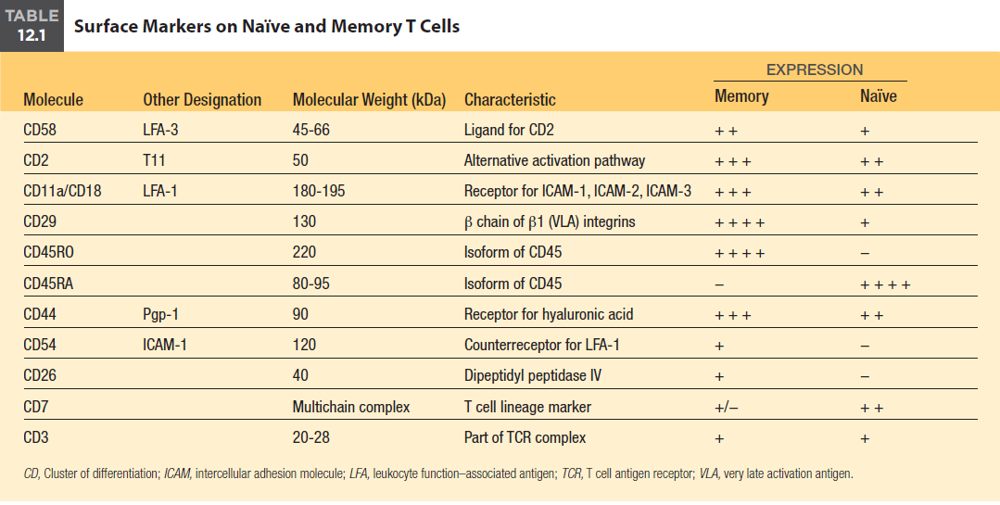 TABLE
12.1
Surface Markers on Naïve and Memory T Cells
EXPRESSION
Molecule Other Designation Molecular Weight (kDa) Characteristic Memory Naïve
CD58 LFA-3 45-66 Ligand for CD2 + + +
CD2 T11 50 Alternative activation pathway + + + + +
CD11a/CD18 LFA-1 180-195 Receptor for ICAM-1, ICAM-2, ICAM-3 + + + + +
CD29 130 β chain of β1 (VLA) integrins + + + + +
CD45RO 220 Isoform of CD45 + + + + –
CD45RA 80-95 Isoform of CD45 – + + + +
CD44 Pgp-1 90 Receptor for hyaluronic acid + + + + +
CD54 ICAM-1 120 Counterreceptor for LFA-1 + –
CD26 40 Dipeptidyl peptidase IV + –
CD7 Multichain complex T cell lineage marker +/– + +
CD3 20-28 Part of TCR complex + +
CD, Cluster of differentiation; ICAM, intercellular adhesion molecule; LFA, leukocyte function–associated antigen; TCR, T cell antigen receptor; VLA, very late activation antigen.